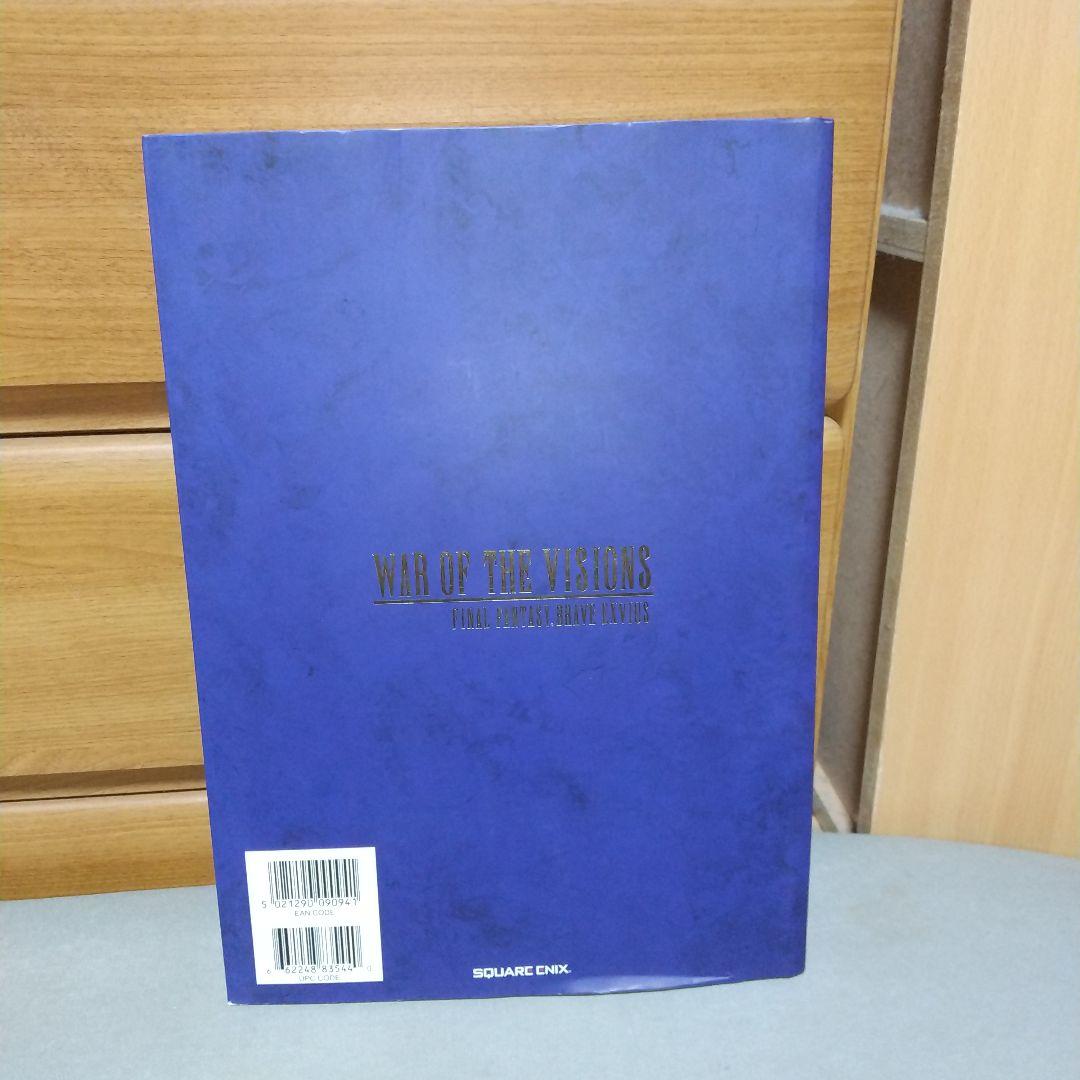 WAR OF THE VISIONS
FINAL FANTASY. BRAVE EXVIUS
5 021290 090941
EAN CODE
6 62248 83544 0
UPC CODE
SQUARE ENIX.